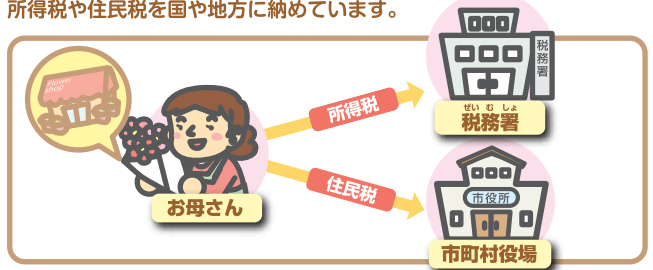 所得税や住民税を国や地方に納めています。
Flower
shop
所得税
税務署
ぜいむしょ
税務署
お母さん
住民税
市役所
市町村役場